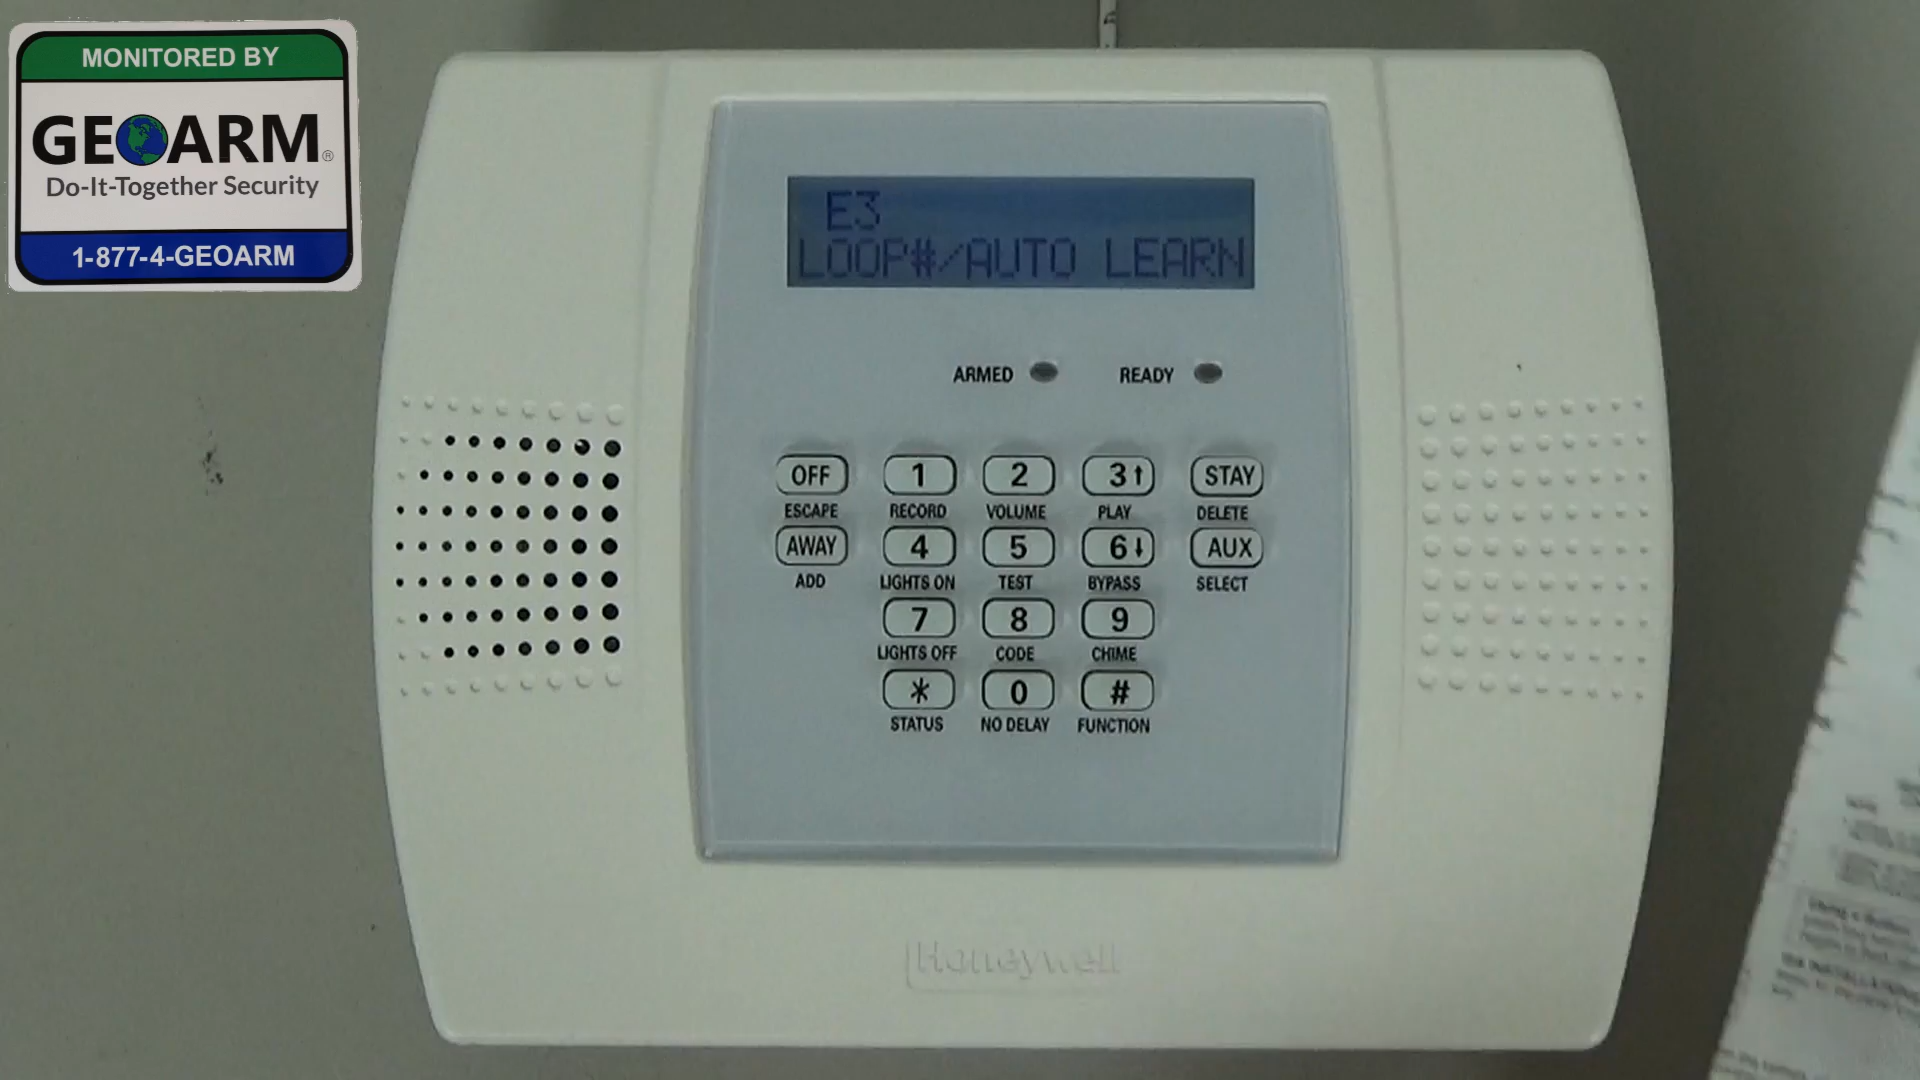 MONITORED BY
GEOARM®
Do-It-Together Security
1-877-4-GEOARM
E3
LOOP#/AUTO LEARN
ARMED
READY
OFF
1
2
3↑
STAY
ESCAPE
RECORD
VOLUME
PLAY
DELETE
AWAY
4
5
6↓
AUX
ADD
LIGHTS ON
TEST
BYPASS
SELECT
7
8
9
LIGHTS OFF
CODE
CHIME
*
0
#
STATUS
NO DELAY
FUNCTION
Honeywell